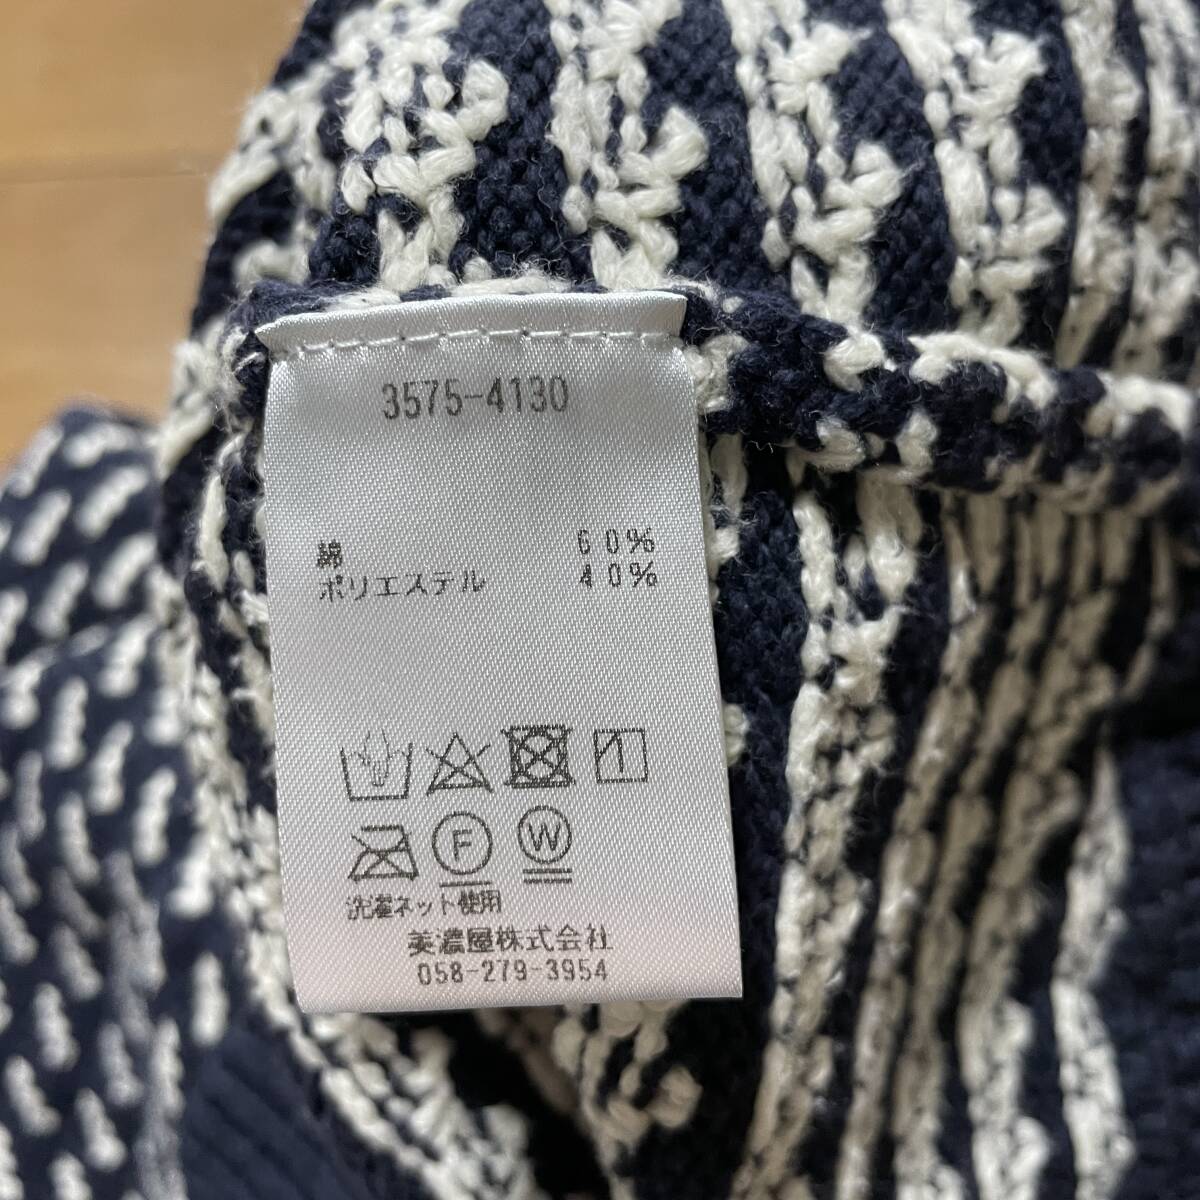 3575-4130
綿 60%
ポリエステル 40%
F W
洗濯ネット使用
美濃屋株式会社
058-279-3954